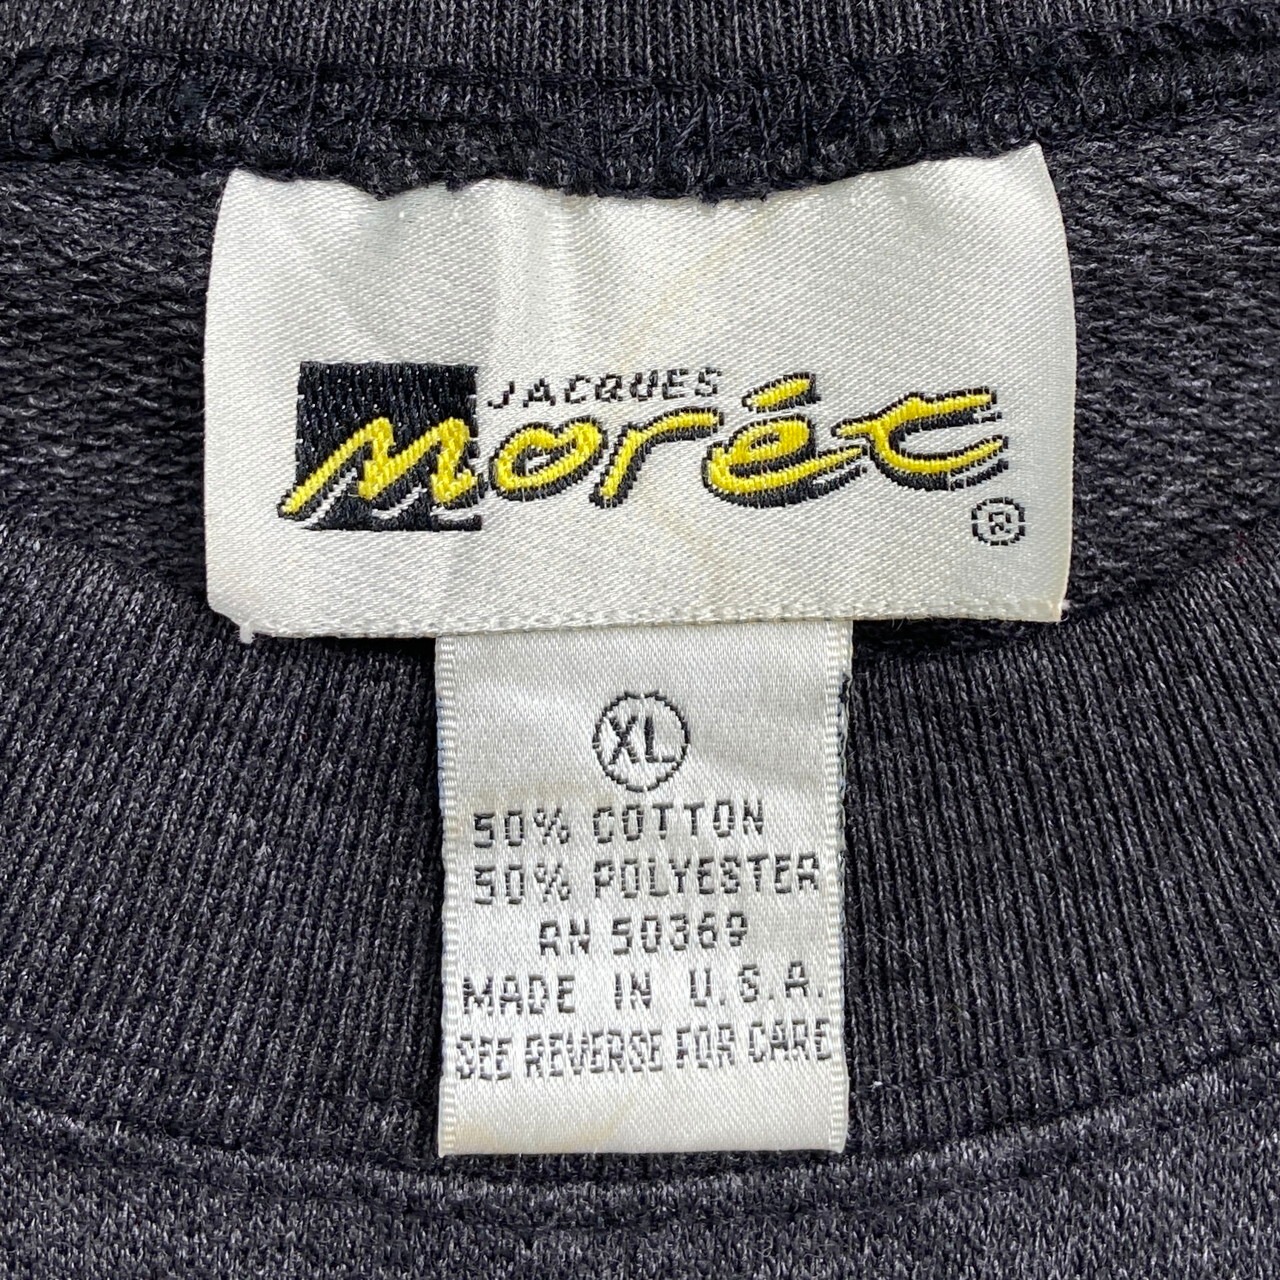 JACQUES
Morét
®
XL
50% COTTON
50% POLYESTER
RN 50369
MADE IN U.S.A.
SEE REVERSE FOR CARE